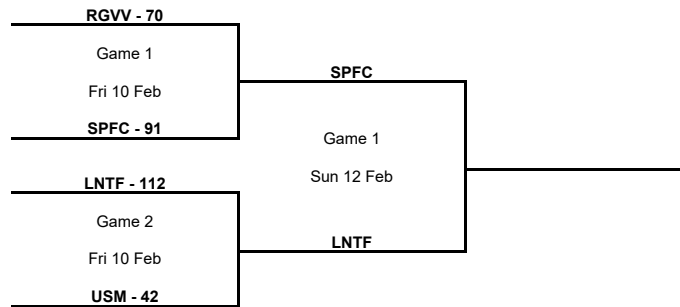 RGVV - 70
Game 1
Fri 10 Feb
SPFC - 91
SPFC
Game 1
Sun 12 Feb
LNTF
LNTF - 112
Game 2
Fri 10 Feb
USM - 42